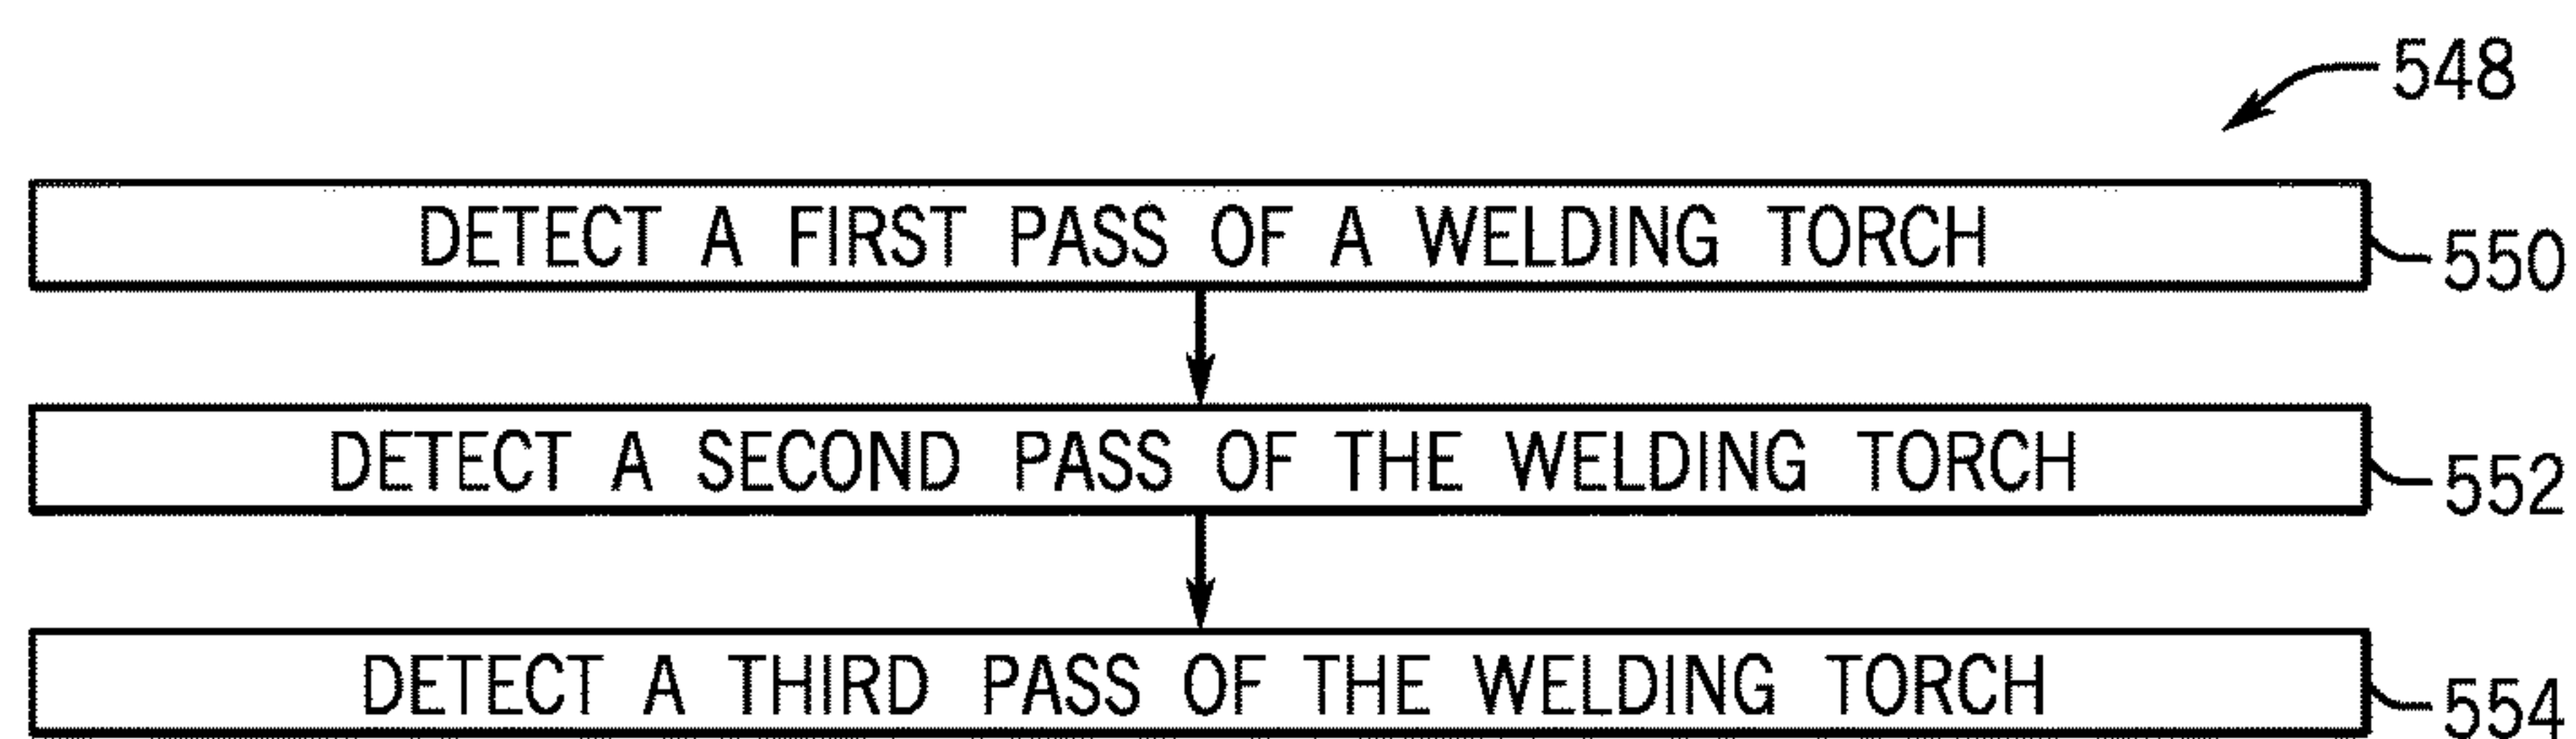 548
DETECT A FIRST PASS OF A WELDING TORCH 550
DETECT A SECOND PASS OF THE WELDING TORCH 552
DETECT A THIRD PASS OF THE WELDING TORCH 554